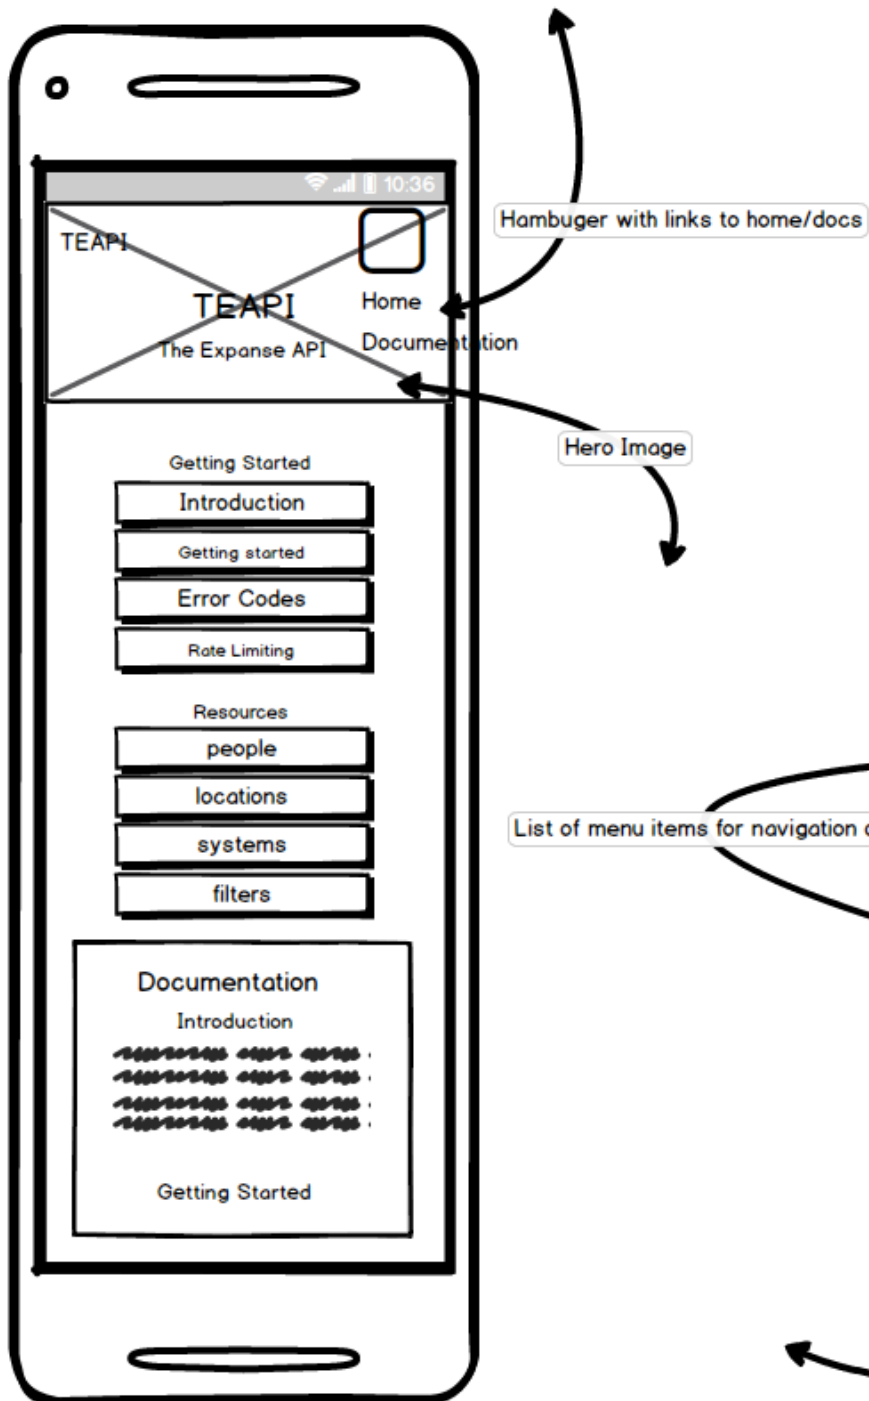 10:36
TEAPI
Hambuger with links to home/docs
TEAPI
Home
The Expanse API
Documentation
Hero Image
Getting Started
Introduction
Getting started
Error Codes
Rate Limiting
Resources
people
locations
systems
List of menu items for navigation
filters
Documentation
Introduction
Getting Started